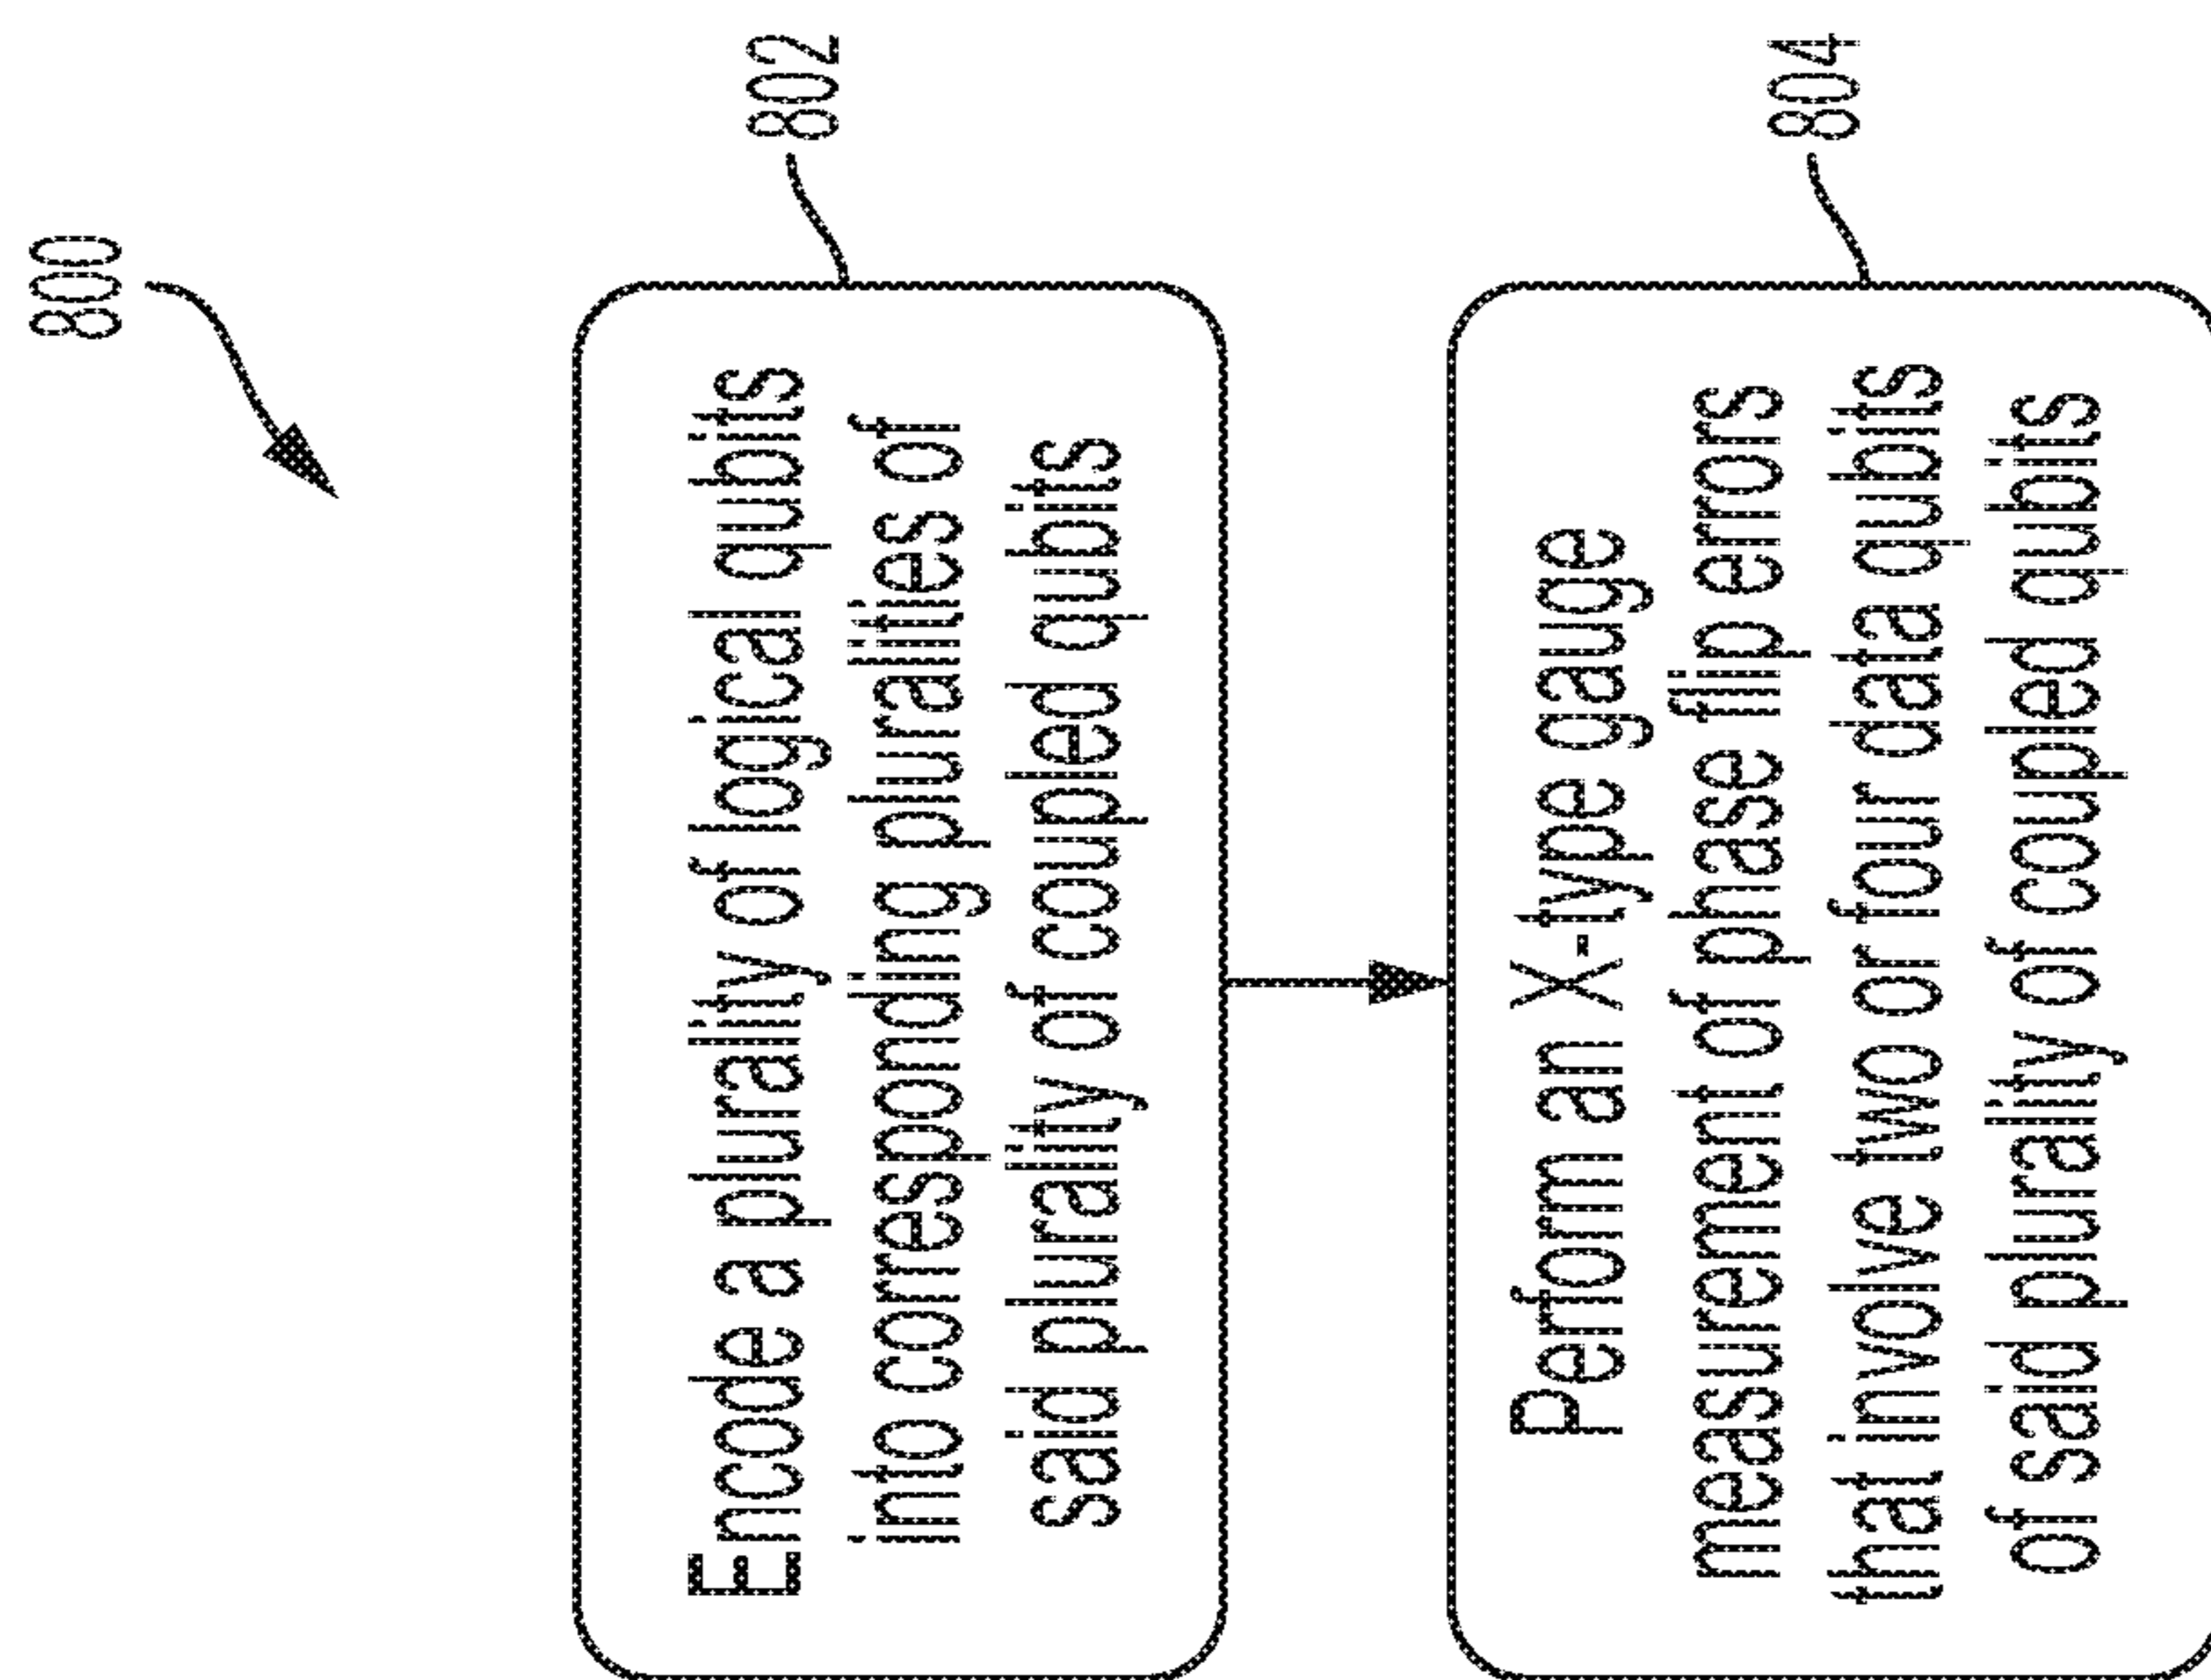 800
802
Encode a plurality of logical qubits
into corresponding pluralities of
said plurality of coupled qubits
804
Perform an X-type gauge
measurement of phase flip errors
that involve two or four data qubits
of said plurality of coupled qubits